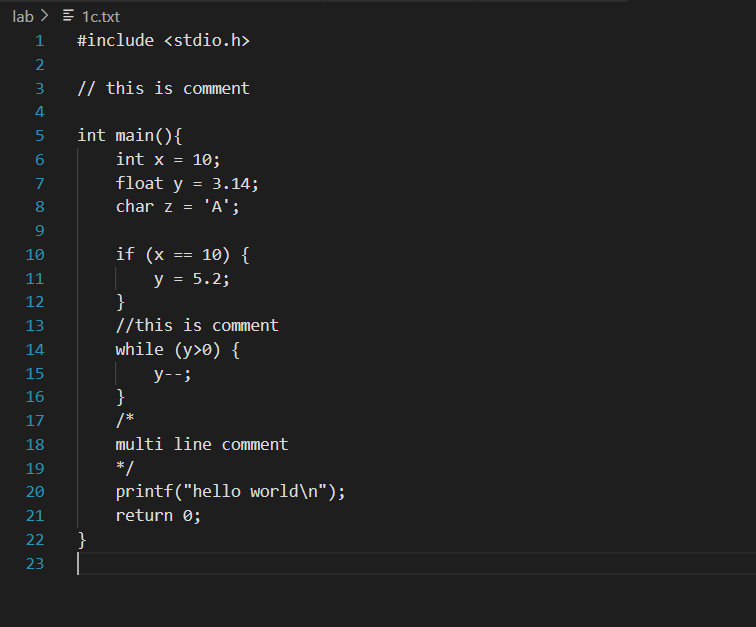 lab > 1c.txt
1 #include <stdio.h>
2
3 // this is comment
4
5 int main(){
6     int x = 10;
7     float y = 3.14;
8     char z = 'A';
9
10     if (x == 10) {
11         y = 5.2;
12     }
13     //this is comment
14     while (y>0) {
15         y--;
16     }
17     /*
18     multi line comment
19     */
20     printf("hello world\n");
21     return 0;
22 }
23